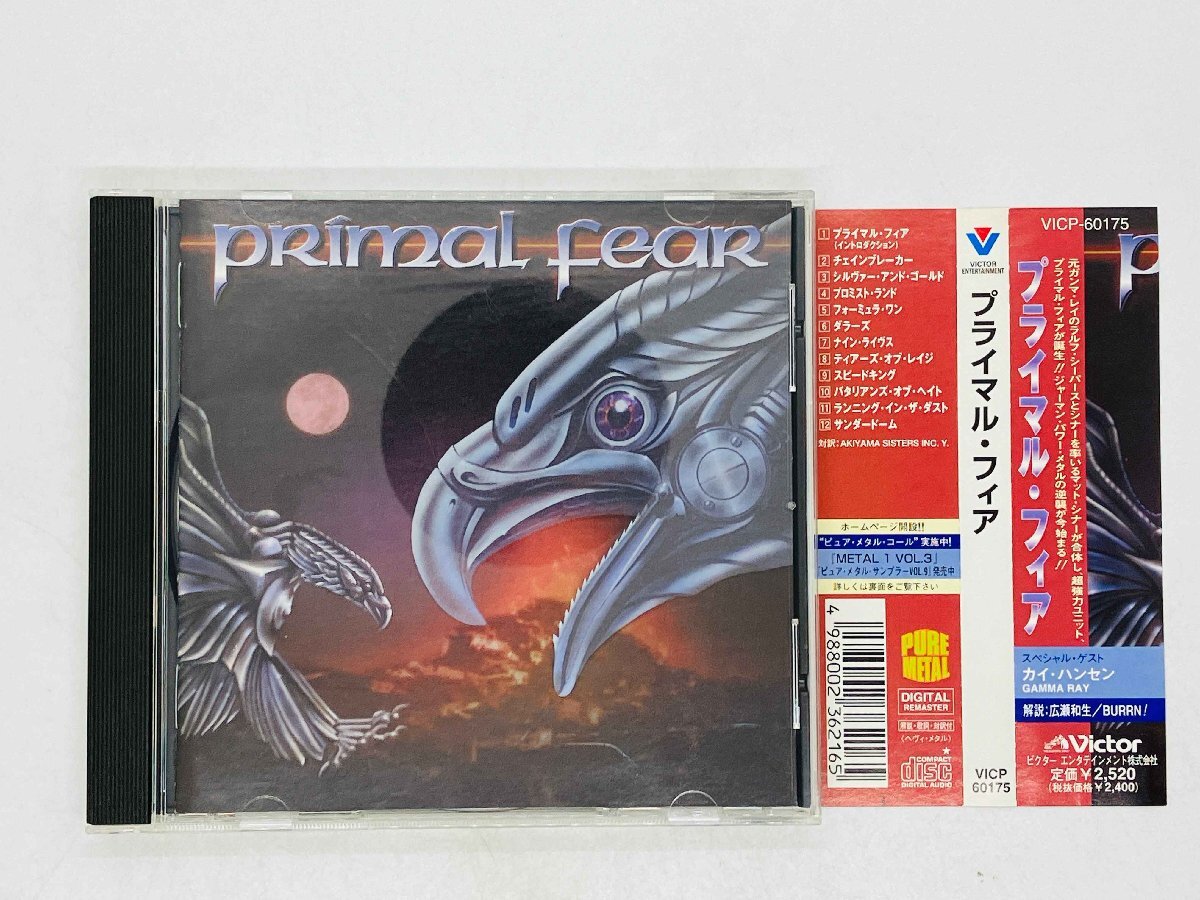 primal fear
1 プライマル・フィア
(イントロダクション)
2 チェインブレーカー
3 シルヴァー・アンド・ゴールド
4 プロミスト・ランド
5 フォーミュラ・ワン
6 ダラーズ
7 ナイン・ライヴス
8 ティアーズ・オブ・レイジ
9 スピードキング
10 バタリアンズ・オブ・ヘイト
11 ランニング・イン・ザ・ダスト
12 サンダードーム
対訳:AKIYAMA SISTERS INC. Y.
ホームページ開設!!
"ピュア・メタル・コール"実施中!
『METAL 1 VOL.3』
「ピュア・メタル・サンプラーVOL.9」発売中
詳しくは裏面をご覧下さい
4 988002 362165
PURE
METAL
DIGITAL
REMASTER
解説・歌詞・対訳付
(ヘヴィ・メタル)
★
COMPACT
disc
DIGITAL AUDIO
VICTOR
ENTERTAINMENT
プライマル・フィア
VICP
60175
VICP-60175
元ガンマ・レイのラルフ・シーパースとシナーを率いるマット・シナーが合体し、超強力ユニット、
プライマル・フィアが誕生!! ジャーマン・パワー・メタルの逆襲が今始まる!!
プライマル・フィア
スペシャル・ゲスト
カイ・ハンセン
GAMMA RAY
解説:広瀬和生/BURRN!
Victor
ビクター エンタテインメント株式会社
定価¥2,520
(税抜価格¥2,400)
p